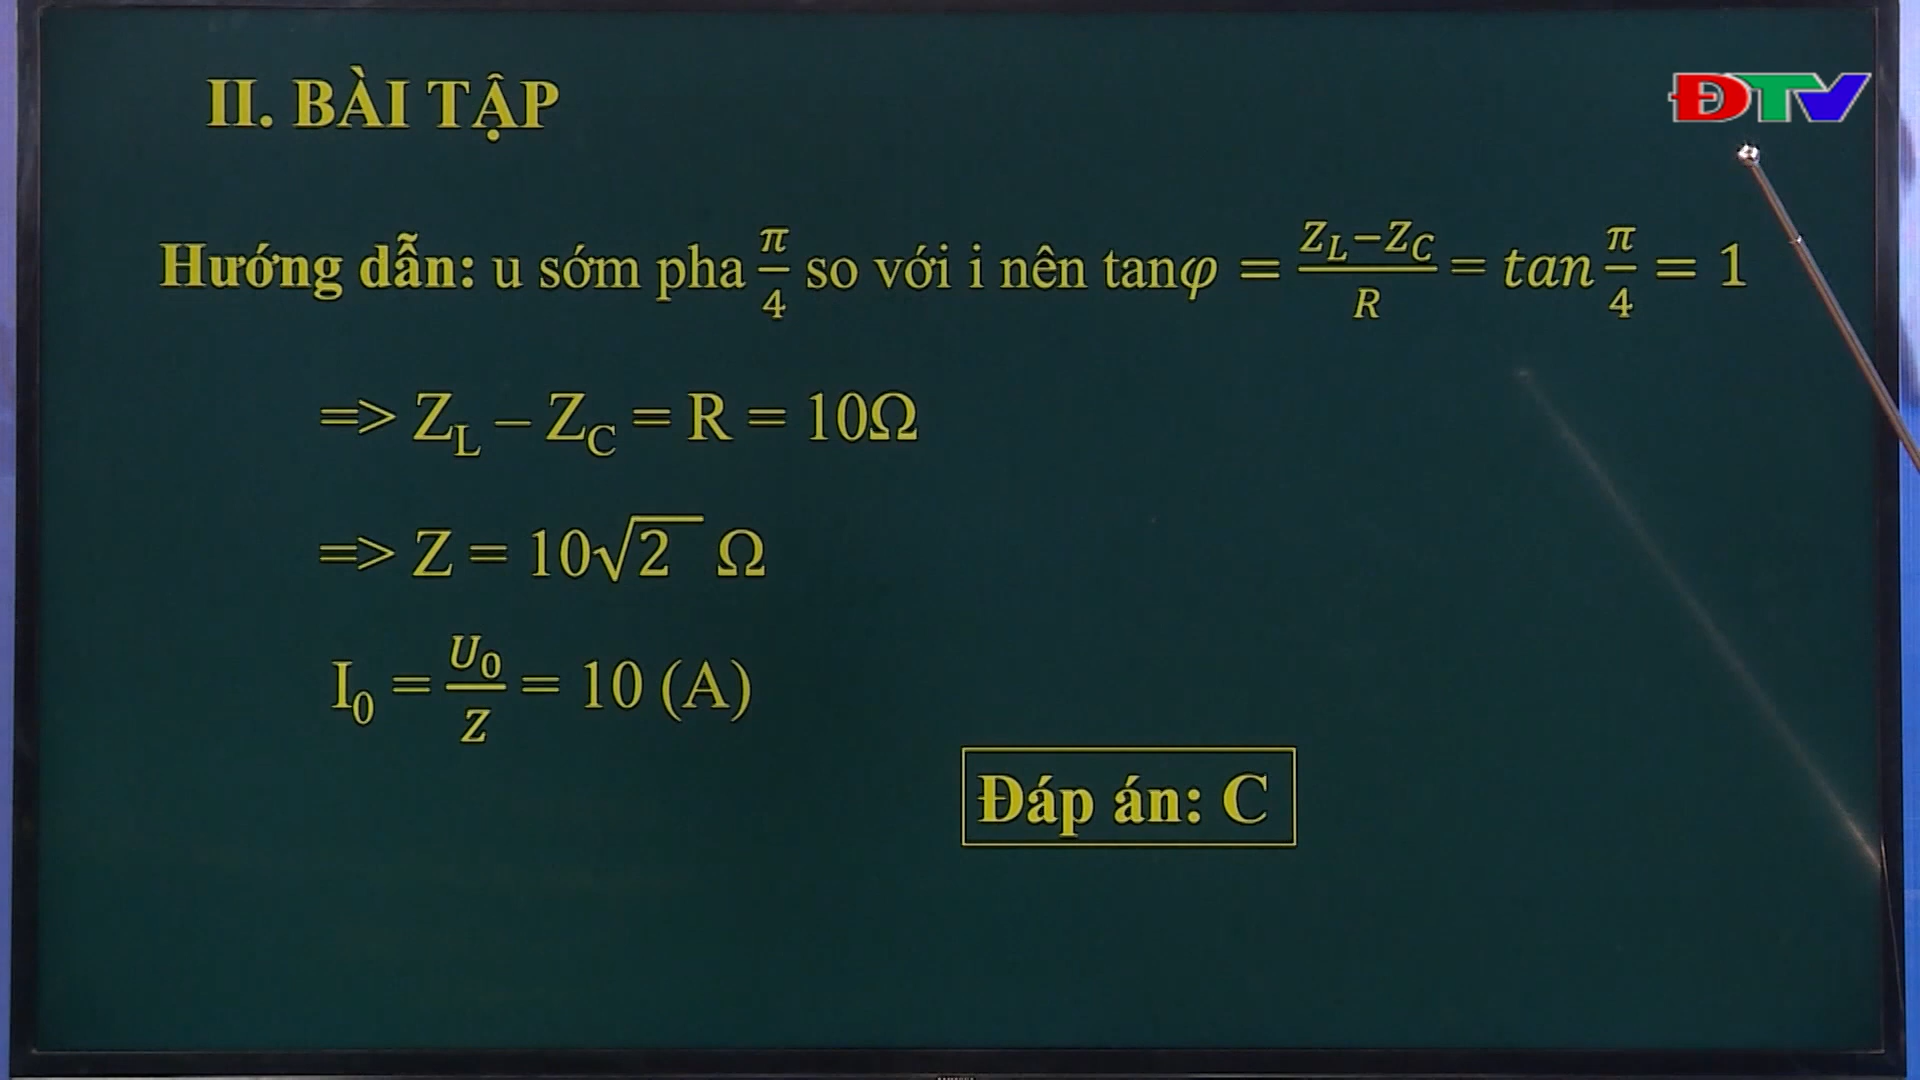 II. BÀI TẬP
ĐTV
Hướng dẫn: u sớm pha π/4 so với i nên tanφ = (Z_L−Z_C)/R = tan π/4 = 1
=> Z_L – Z_C = R = 10Ω
=> Z = 10√2 Ω
I_0 = U_0/Z = 10 (A)
Đáp án: C